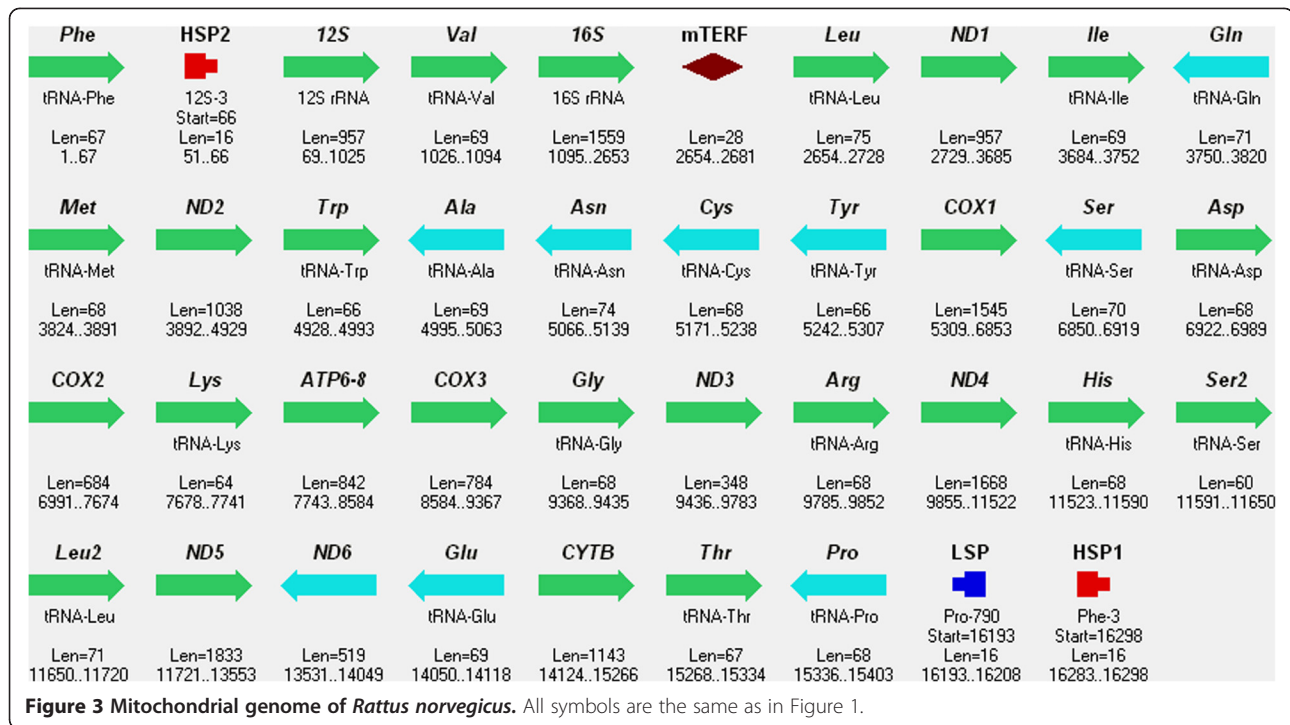 Phe HSP2 12S Val 16S mTERF Leu ND1 Ile Gln
tRNA-Phe 12S-3 12S rRNA tRNA-Val 16S rRNA tRNA-Leu tRNA-Ile tRNA-Gln
Start=66
Len=67 Len=16 Len=957 Len=69 Len=1559 Len=28 Len=75 Len=957 Len=69 Len=71
1..67 51..66 69..1025 1026..1094 1095..2653 2654..2681 2654..2728 2729..3685 3684..3752 3750..3820
Met ND2 Trp Ala Asn Cys Tyr COX1 Ser Asp
tRNA-Met tRNA-Trp tRNA-Ala tRNA-Asn tRNA-Cys tRNA-Tyr tRNA-Ser tRNA-Asp
Len=68 Len=1038 Len=66 Len=69 Len=74 Len=68 Len=66 Len=1545 Len=70 Len=68
3824..3891 3892..4929 4928..4993 4995..5063 5066..5139 5171..5238 5242..5307 5309..6853 6850..6919 6922..6989
COX2 Lys ATP6-8 COX3 Gly ND3 Arg ND4 His Ser2
tRNA-Lys tRNA-Gly tRNA-Arg tRNA-His tRNA-Ser
Len=684 Len=64 Len=842 Len=784 Len=68 Len=348 Len=68 Len=1668 Len=68 Len=60
6991..7674 7678..7741 7743..8584 8584..9367 9368..9435 9436..9783 9785..9852 9855..11522 11523..11590 11591..11650
Leu2 ND5 ND6 Glu CYTB Thr Pro LSP HSP1
tRNA-Leu tRNA-Glu tRNA-Thr tRNA-Pro Pro-790 Phe-3
Start=16193 Start=16298
Len=71 Len=1833 Len=519 Len=69 Len=1143 Len=67 Len=68 Len=16 Len=16
11650..11720 11721..13553 13531..14049 14050..14118 14124..15266 15268..15334 15336..15403 16193..16208 16283..16298
Figure 3 Mitochondrial genome of Rattus norvegicus. All symbols are the same as in Figure 1.